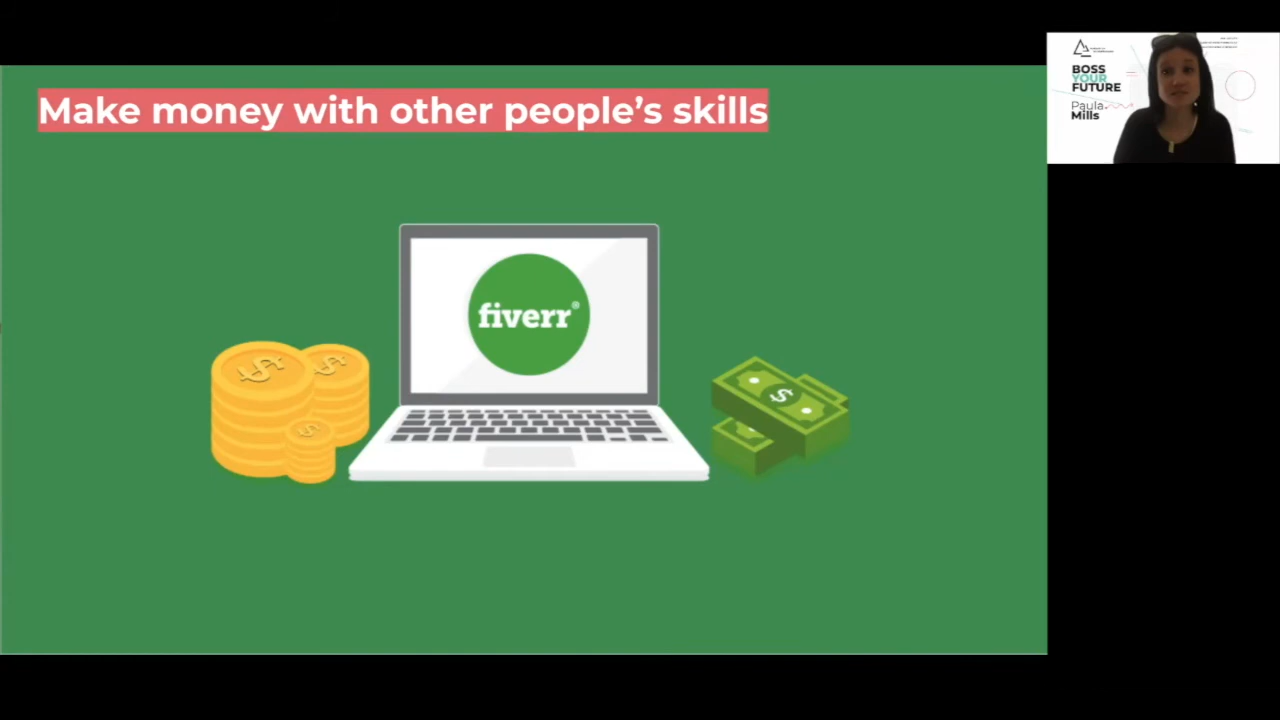 Make money with other people’s skills
fiverr®
BOSS
YOUR
FUTURE
Paula
Mills